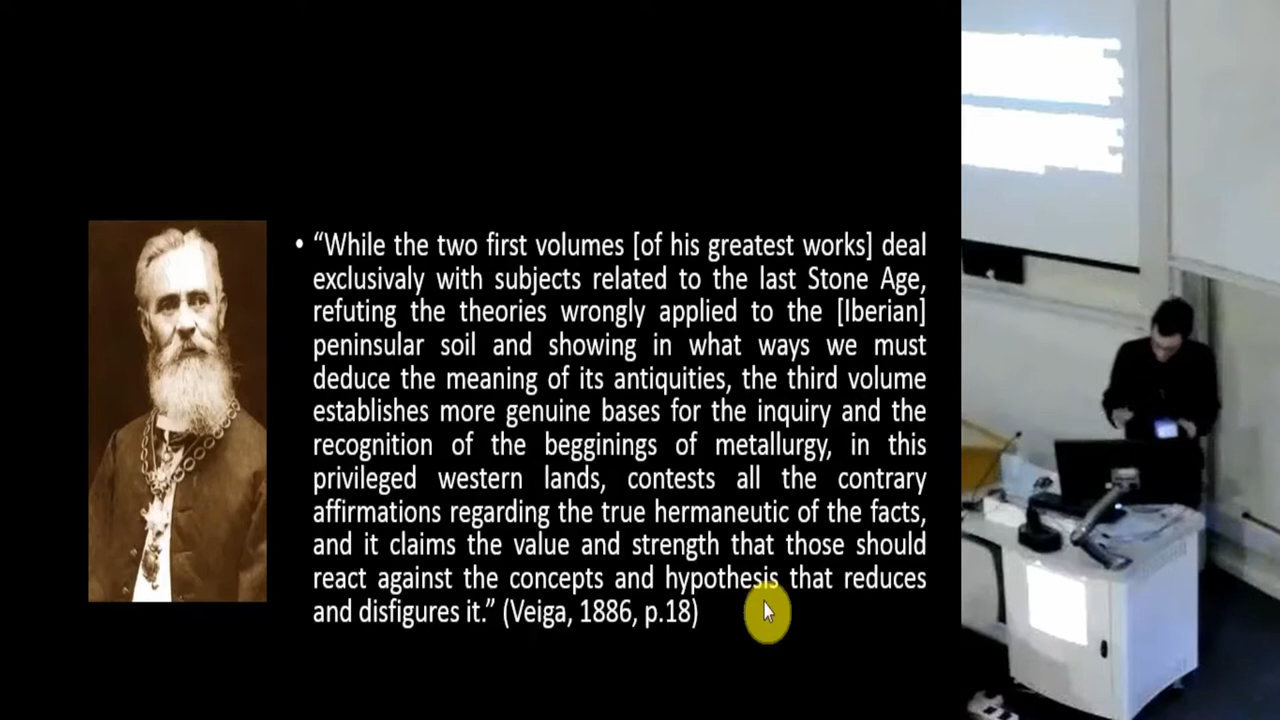 • “While the two first volumes [of his greatest works] deal
exclusivaly with subjects related to the last Stone Age,
refuting the theories wrongly applied to the [Iberian]
peninsular soil and showing in what ways we must
deduce the meaning of its antiquities, the third volume
establishes more genuine bases for the inquiry and the
recognition of the begginings of metallurgy, in this
privileged western lands, contests all the contrary
affirmations regarding the true hermaneutic of the facts,
and it claims the value and strength that those should
react against the concepts and hypothesis that reduces
and disfigures it.” (Veiga, 1886, p.18)